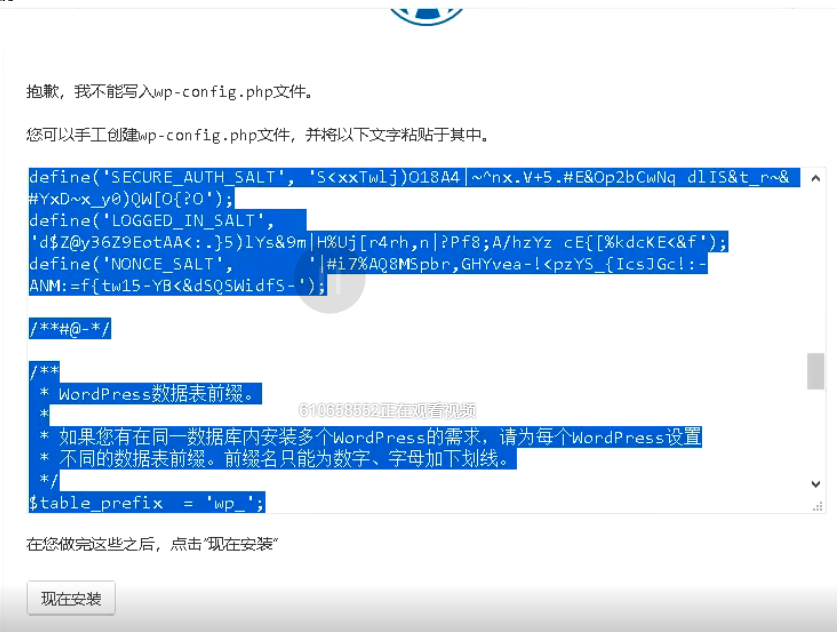 抱歉，我不能写入wp-config.php文件。
您可以手工创建wp-config.php文件，并将以下文字粘贴于其中。
define('SECURE_AUTH_SALT', 'S<xxTwlj)O18A4|~^nx.V+5.#E&Op2bCwNq dlIS&t_r~&
#YxD~x_y0)QW[O{?O');
define('LOGGED_IN_SALT',
'd$Z@y36Z9EotAA<:.}5)lYs&9m|H%Uj[r4rh,n|?Pf8;A/hzYz cE{[%kdcKE<&f');
define('NONCE_SALT', '|#i7%AQ8MSpbr,GHYvea-!<pzYS_{IcsJGc!:-
ANM:=f{tw15-YB<&dSQSWidfS-');
/**#@-*/
/**
* WordPress数据表前缀。
*
610658552正在观看视频
* 如果您有在同一数据库内安装多个WordPress的需求，请为每个WordPress设置
* 不同的数据表前缀。前缀名只能为数字、字母加下划线。
*/
$table_prefix = 'wp_';
在您做完这些之后，点击"现在安装"
现在安装